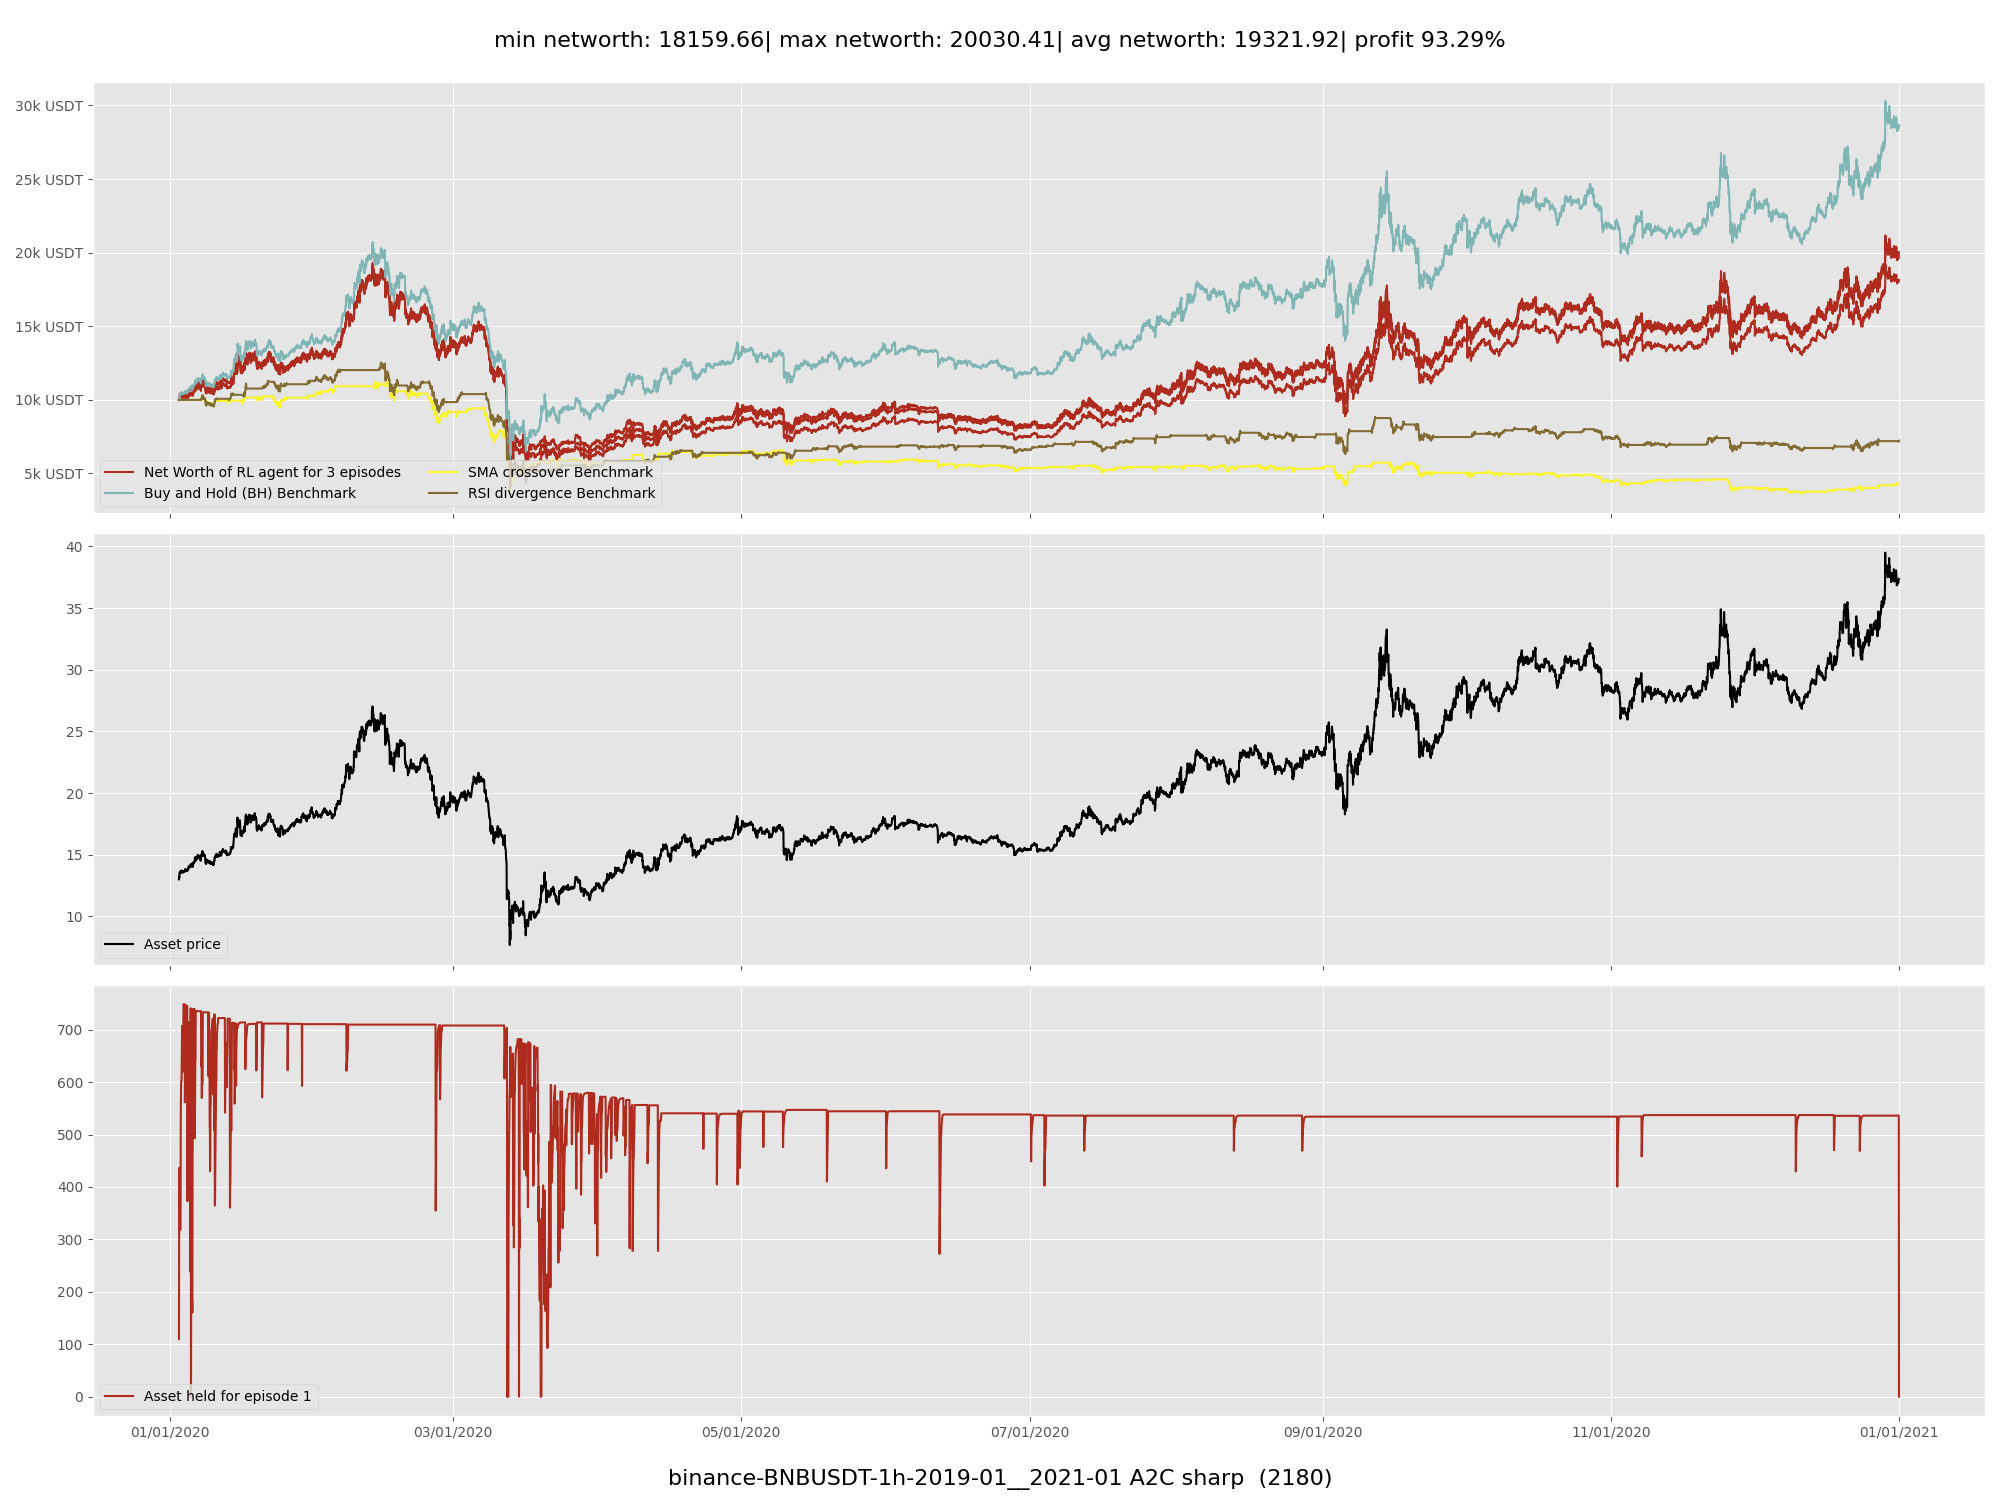 min networth: 18159.66| max networth: 20030.41| avg networth: 19321.92| profit 93.29%
30k USDT
25k USDT
20k USDT
15k USDT
10k USDT
5k USDT
Net Worth of RL agent for 3 episodes
Buy and Hold (BH) Benchmark
SMA crossover Benchmark
RSI divergence Benchmark
40
35
30
25
20
15
10
Asset price
700
600
500
400
300
200
100
0
Asset held for episode 1
01/01/2020 03/01/2020 05/01/2020 07/01/2020 09/01/2020 11/01/2020 01/01/2021
binance-BNBUSDT-1h-2019-01__2021-01 A2C sharp (2180)